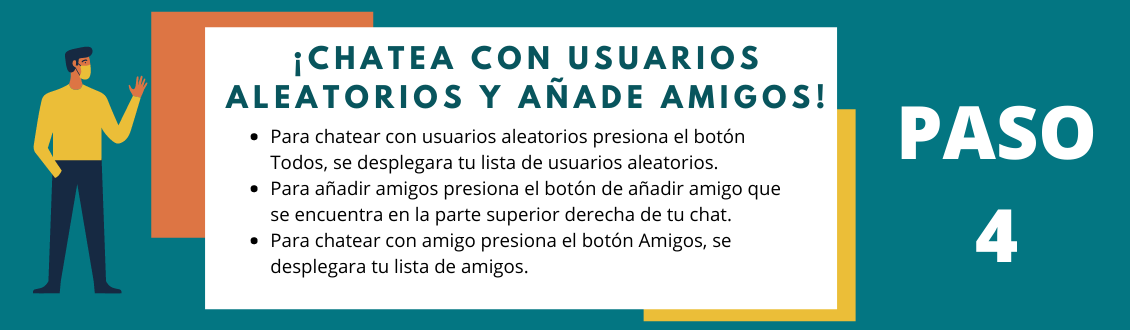 ¡CHATEA CON USUARIOS
ALEATORIOS Y AÑADE AMIGOS!
• Para chatear con usuarios aleatorios presiona el botón
Todos, se desplegara tu lista de usuarios aleatorios.
• Para añadir amigos presiona el botón de añadir amigo que
se encuentra en la parte superior derecha de tu chat.
• Para chatear con amigo presiona el botón Amigos, se
desplegara tu lista de amigos.
PASO
4